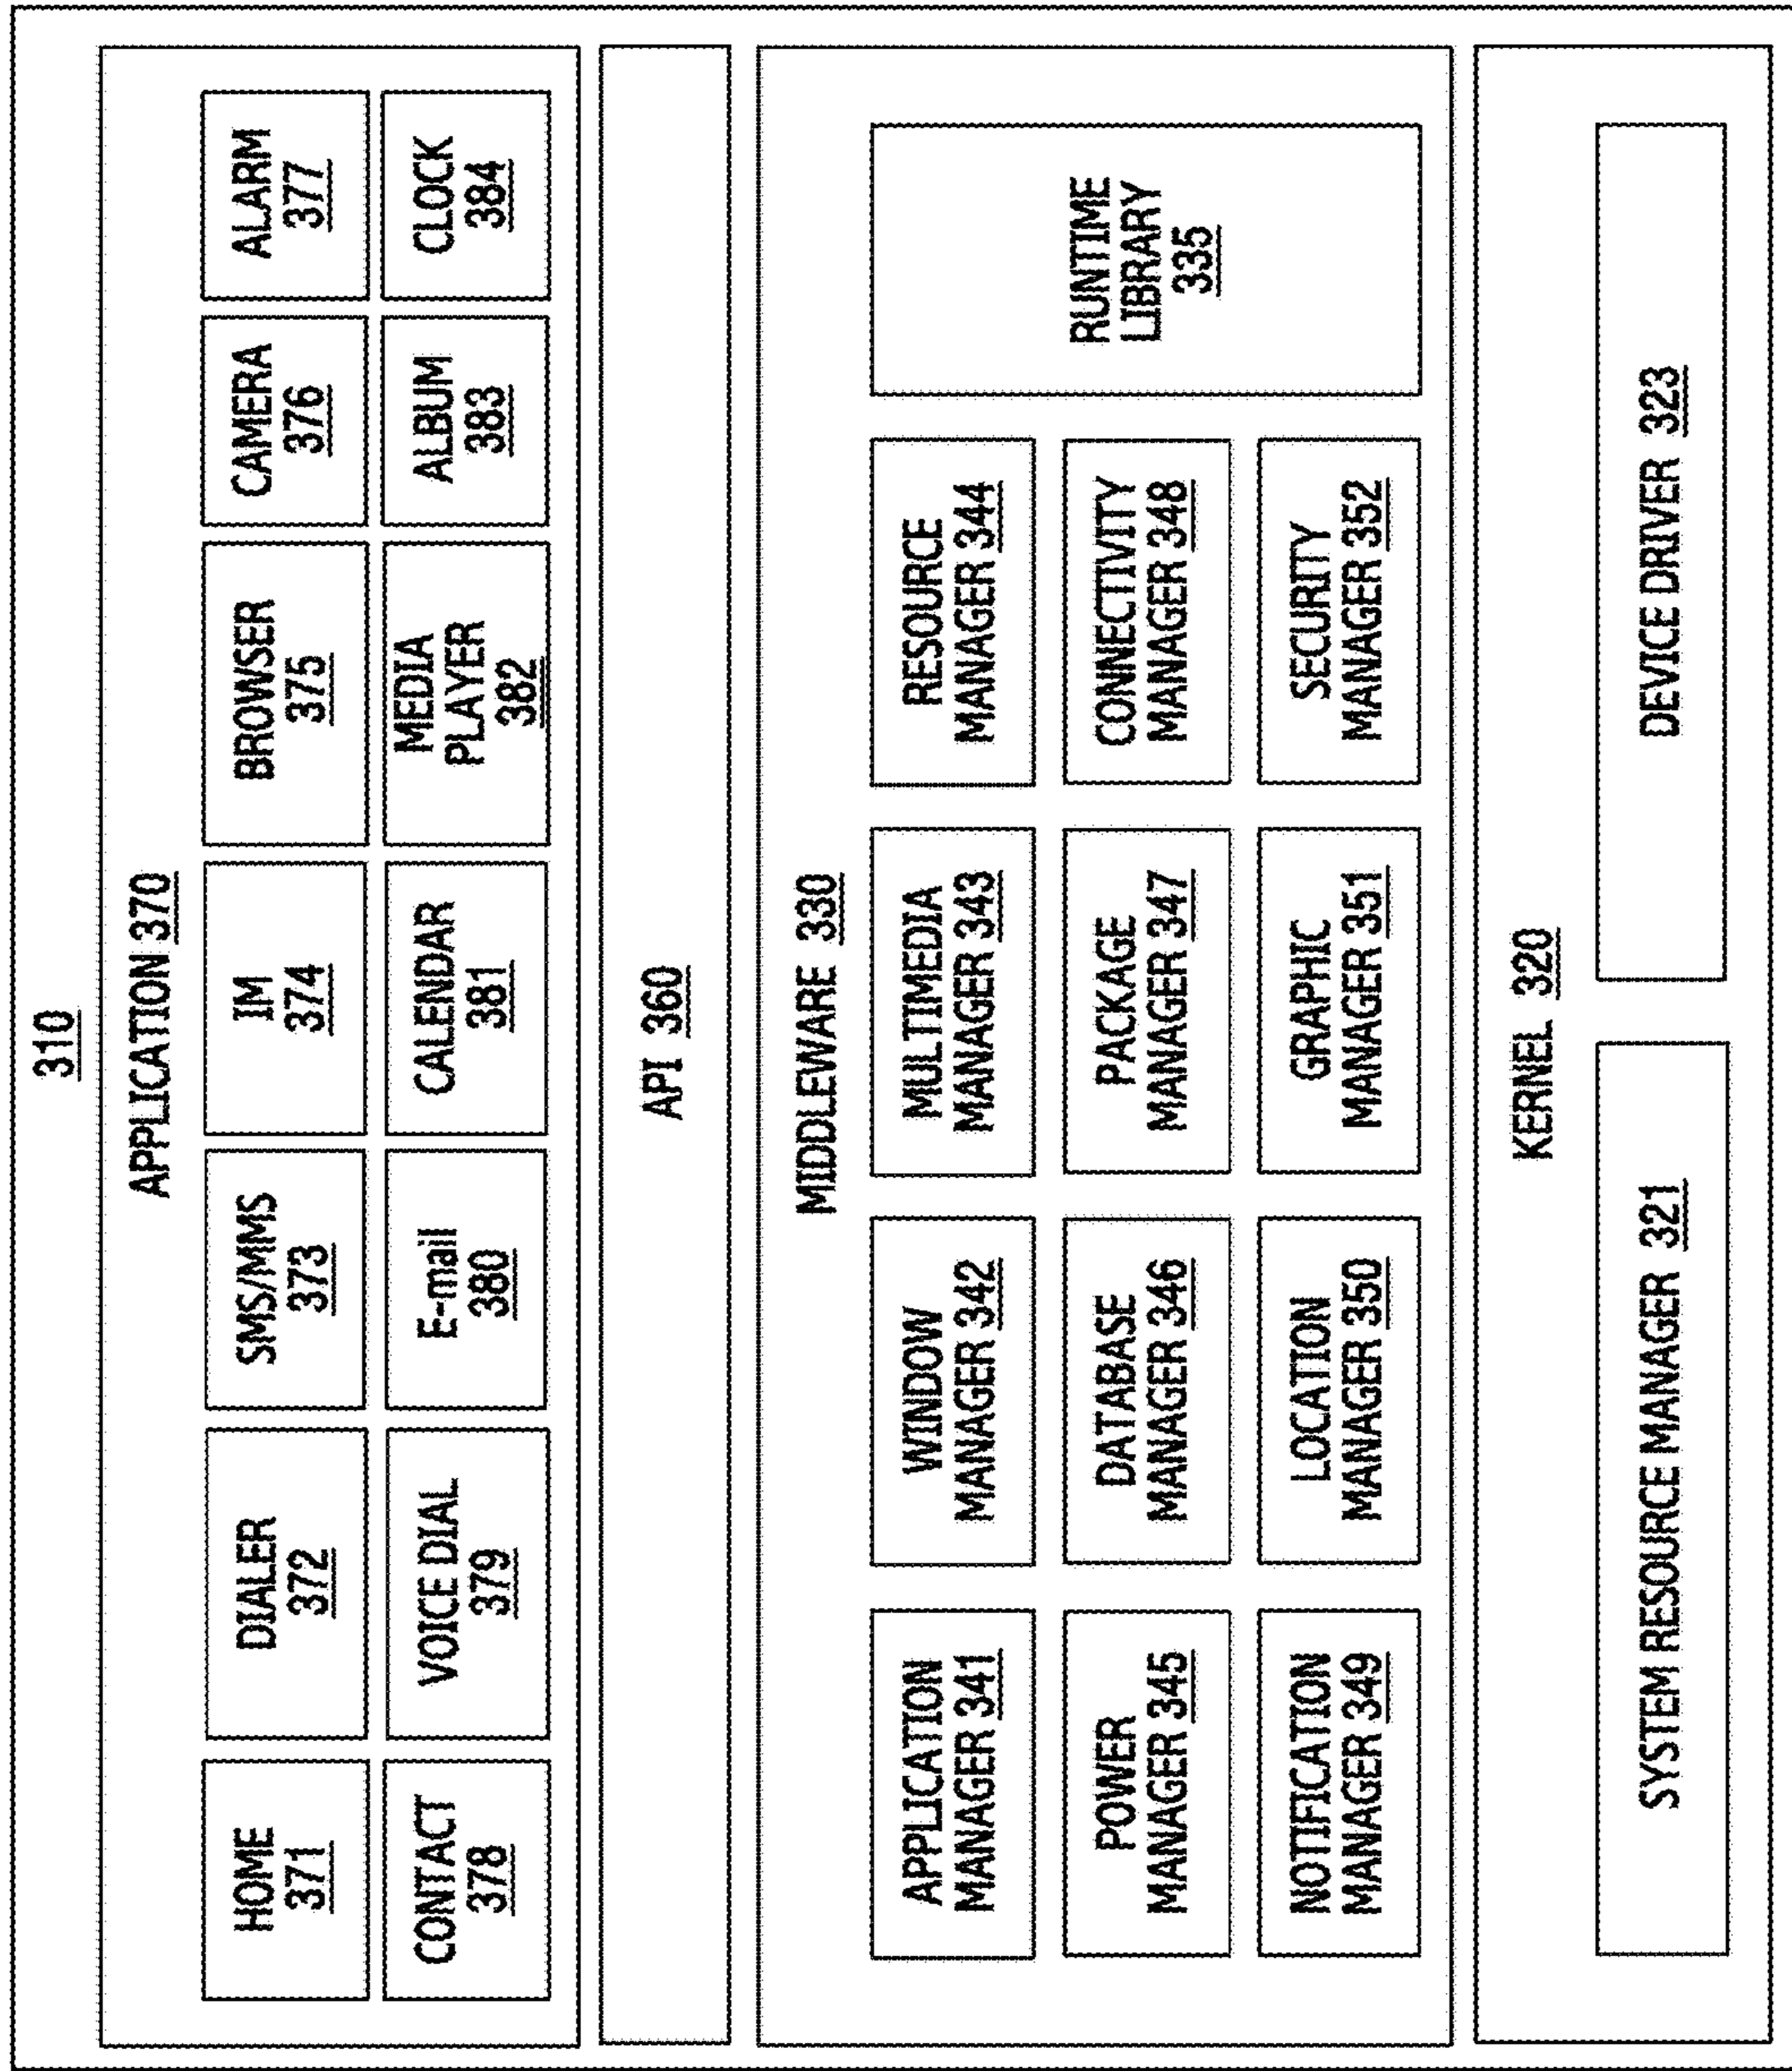 310
APPLICATION 370
HOME
371
DIALER
372
SMS/MMS
373
IM
374
BROWSER
375
CAMERA
376
ALARM
377
CONTACT
378
VOICE DIAL
379
E-mail
380
CALENDAR
381
MEDIA
PLAYER
382
ALBUM
383
CLOCK
384
API 360
MIDDLEWARE 330
APPLICATION
MANAGER 341
WINDOW
MANAGER 342
MULTIMEDIA
MANAGER 343
RESOURCE
MANAGER 344
RUNTIME
LIBRARY
335
POWER
MANAGER 345
DATABASE
MANAGER 346
PACKAGE
MANAGER 347
CONNECTIVITY
MANAGER 348
NOTIFICATION
MANAGER 349
LOCATION
MANAGER 350
GRAPHIC
MANAGER 351
SECURITY
MANAGER 352
KERNEL 320
SYSTEM RESOURCE MANAGER 321
DEVICE DRIVER 323